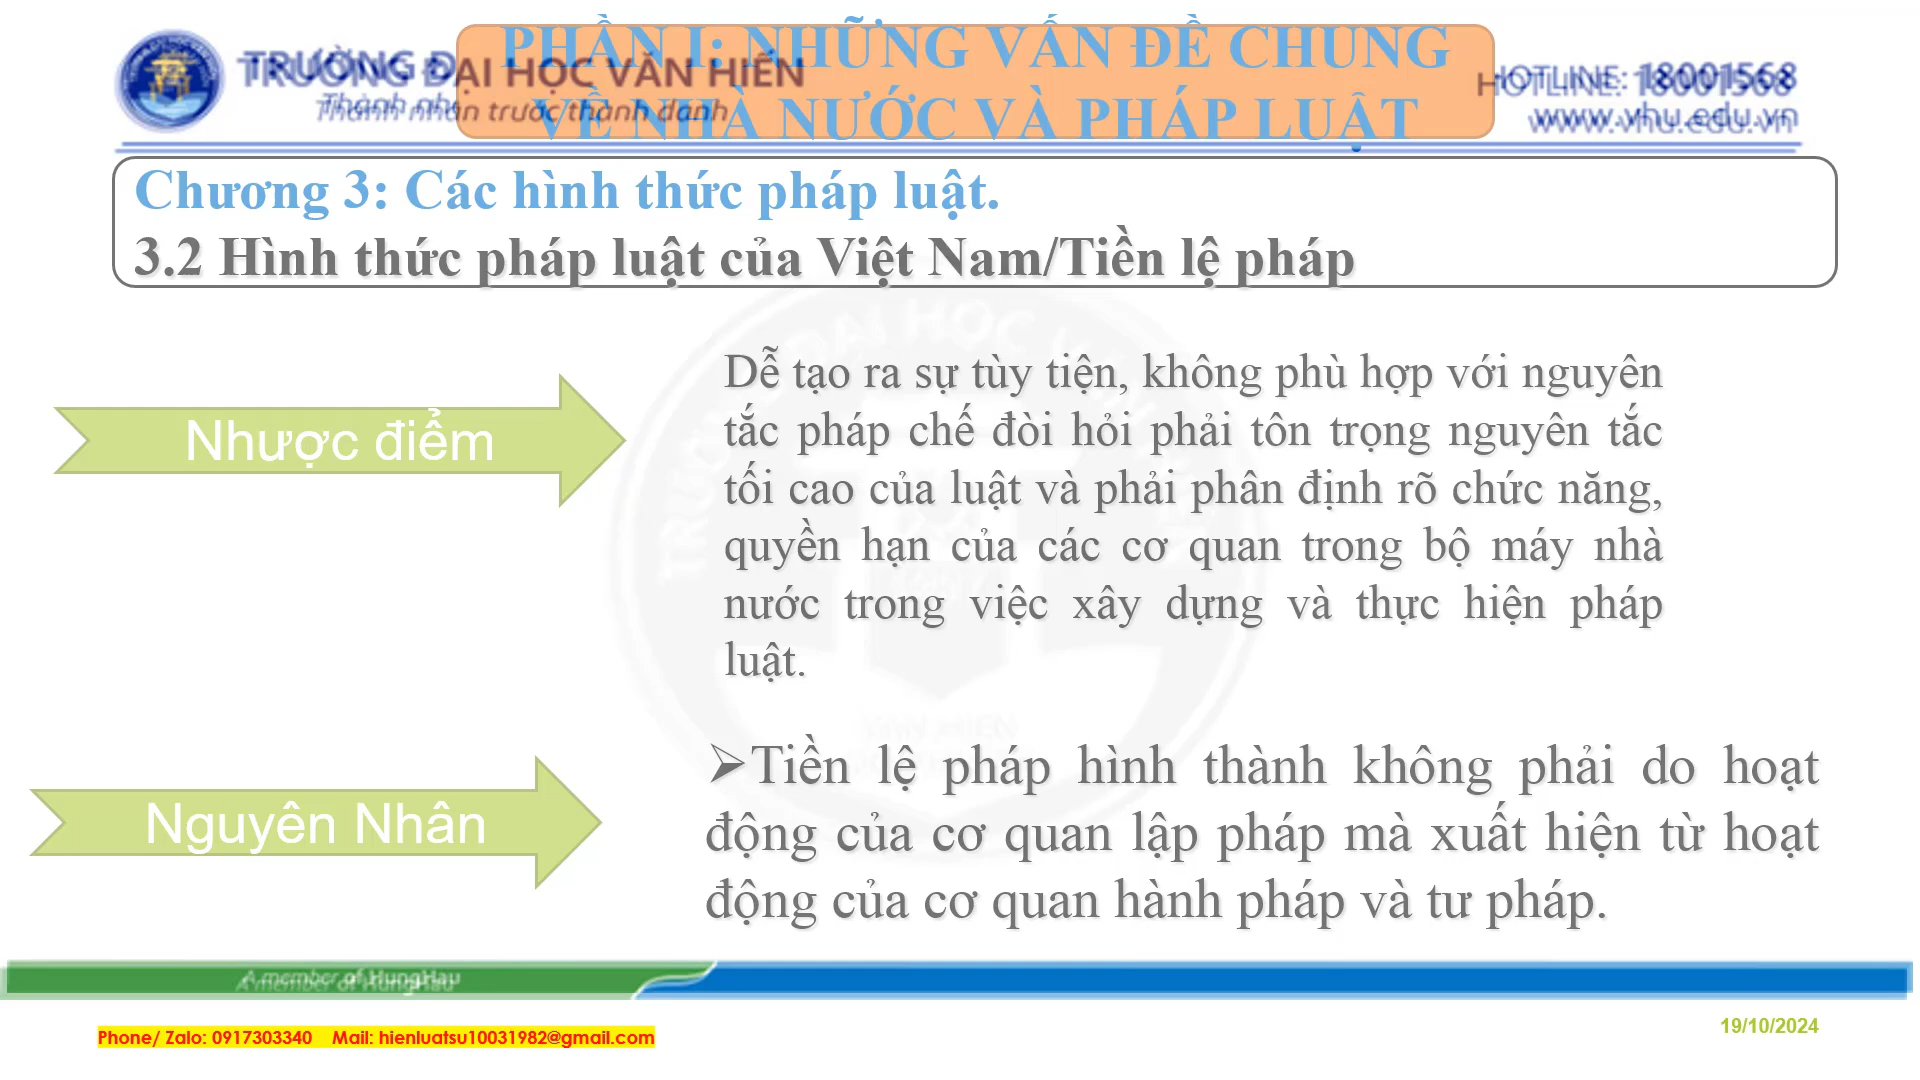 TRƯỜNG ĐẠI HỌC VĂN HIẾN
Thành nhân trước thành danh
PHẦN I: NHỮNG VẤN ĐỀ CHUNG
VỀ NHÀ NƯỚC VÀ PHÁP LUẬT
HOTLINE: 18001568
www.vhu.edu.vn
Chương 3: Các hình thức pháp luật.
3.2 Hình thức pháp luật của Việt Nam/Tiền lệ pháp
Nhược điểm
Dễ tạo ra sự tùy tiện, không phù hợp với nguyên
tắc pháp chế đòi hỏi phải tôn trọng nguyên tắc
tối cao của luật và phải phân định rõ chức năng,
quyền hạn của các cơ quan trong bộ máy nhà
nước trong việc xây dựng và thực hiện pháp
luật.
Nguyên Nhân
➢Tiền lệ pháp hình thành không phải do hoạt
động của cơ quan lập pháp mà xuất hiện từ hoạt
động của cơ quan hành pháp và tư pháp.
A member of HungHau
Phone/ Zalo: 0917303340 Mail: hienluatsu10031982@gmail.com
19/10/2024